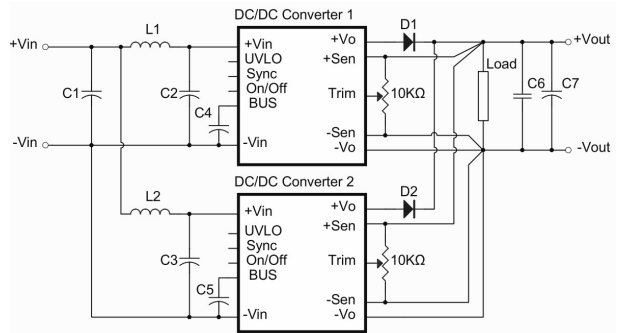 DC/DC Converter 1
L1
D1
+Vin
+Vin
UVLO
Sync
On/Off
BUS
-Vin
+Vo
+Sen
Trim
-Sen
-Vo
10KΩ
C1
C2
C4
-Vin
Load
C6
C7
+Vout
-Vout
DC/DC Converter 2
L2
D2
+Vin
UVLO
Sync
On/Off
BUS
-Vin
+Vo
+Sen
Trim
-Sen
-Vo
10KΩ
C3
C5